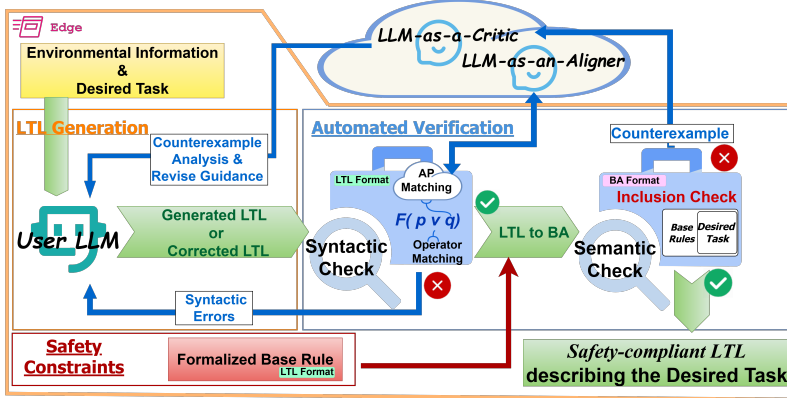 Edge
Environmental Information
&
Desired Task
LLM-as-a-Critic
LLM-as-an-Aligner
LTL Generation
Automated Verification
Counterexample
Analysis &
Revise Guidance
Counterexample
LTL Format
AP
Matching
BA Format
Inclusion Check
User LLM
Generated LTL
or
Corrected LTL
F( p v q)
Syntactic
Check
Operator
Matching
LTL to BA
Semantic
Check
Base
Rules
Desired
Task
Syntactic
Errors
Safety
Constraints
Formalized Base Rule
LTL Format
Safety-compliant LTL
describing the Desired Task